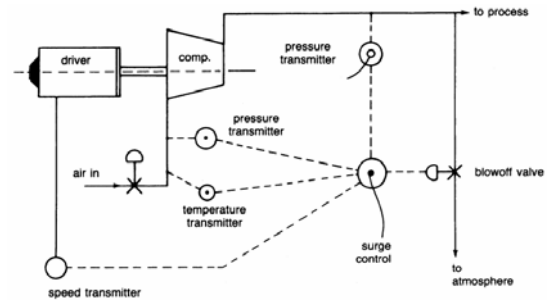 to process
driver
comp.
pressure
transmitter
pressure
transmitter
air in
temperature
transmitter
blowoff valve
surge
control
to
atmosphere
speed transmitter